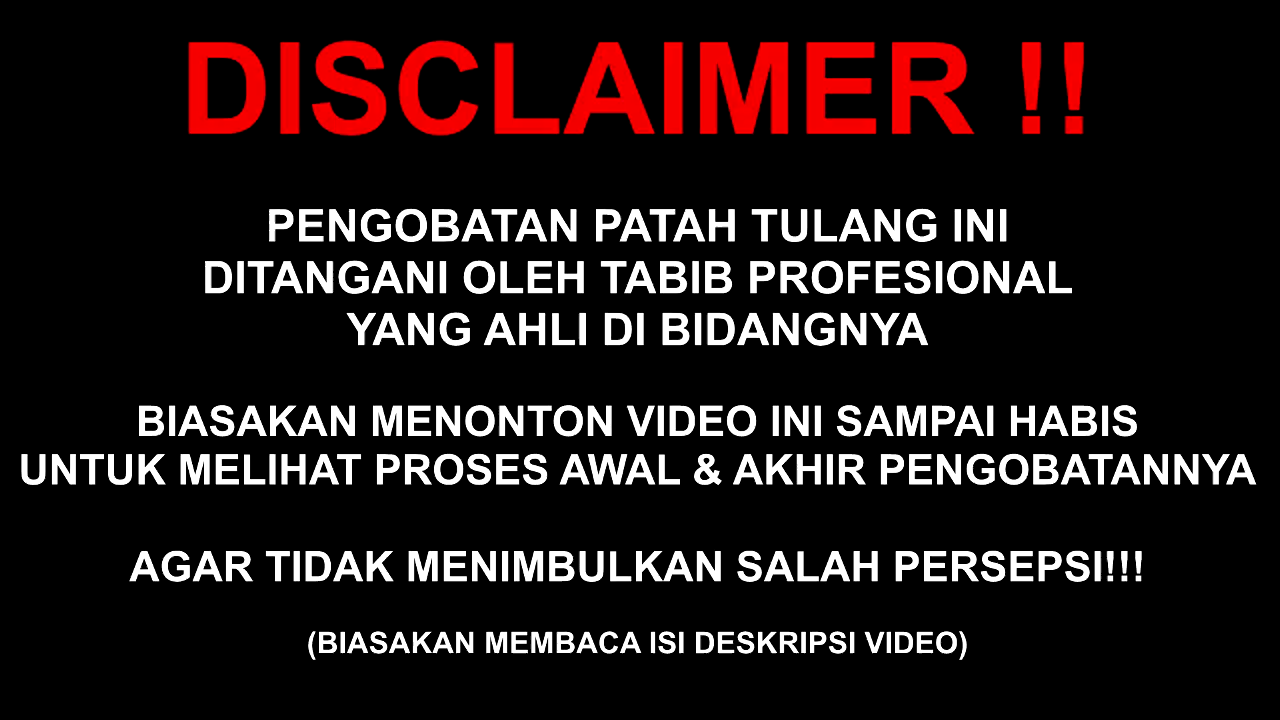 DISCLAIMER !!
PENGOBATAN PATAH TULANG INI
DITANGANI OLEH TABIB PROFESIONAL
YANG AHLI DI BIDANGNYA
BIASAKAN MENONTON VIDEO INI SAMPAI HABIS
UNTUK MELIHAT PROSES AWAL & AKHIR PENGOBATANNYA
AGAR TIDAK MENIMBULKAN SALAH PERSEPSI!!!
(BIASAKAN MEMBACA ISI DESKRIPSI VIDEO)